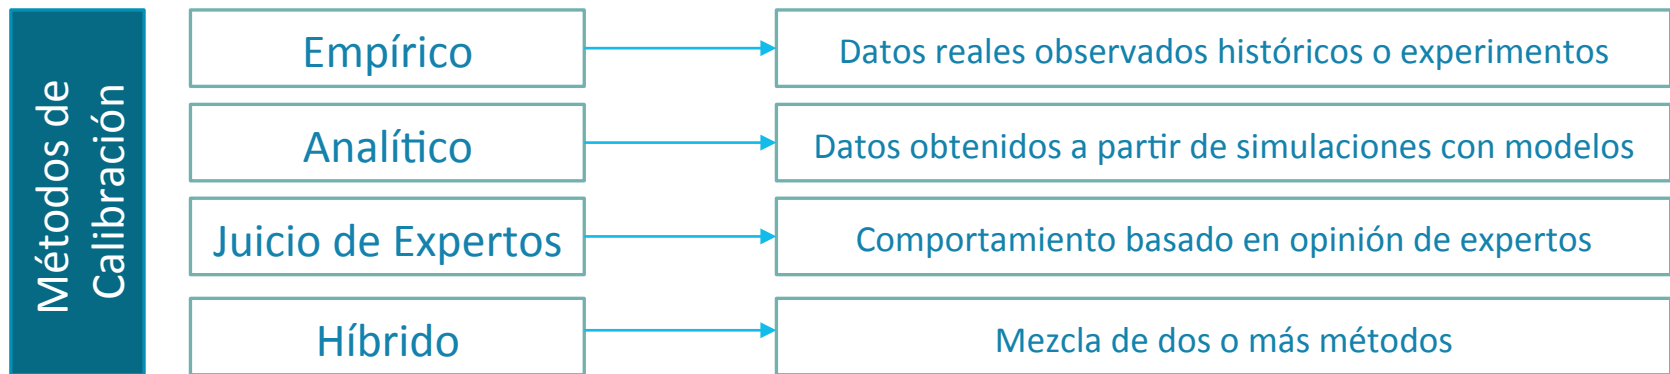 Métodos de
Calibración
Empírico
Datos reales observados históricos o experimentos
Analítico
Datos obtenidos a partir de simulaciones con modelos
Juicio de Expertos
Comportamiento basado en opinión de expertos
Híbrido
Mezcla de dos o más métodos